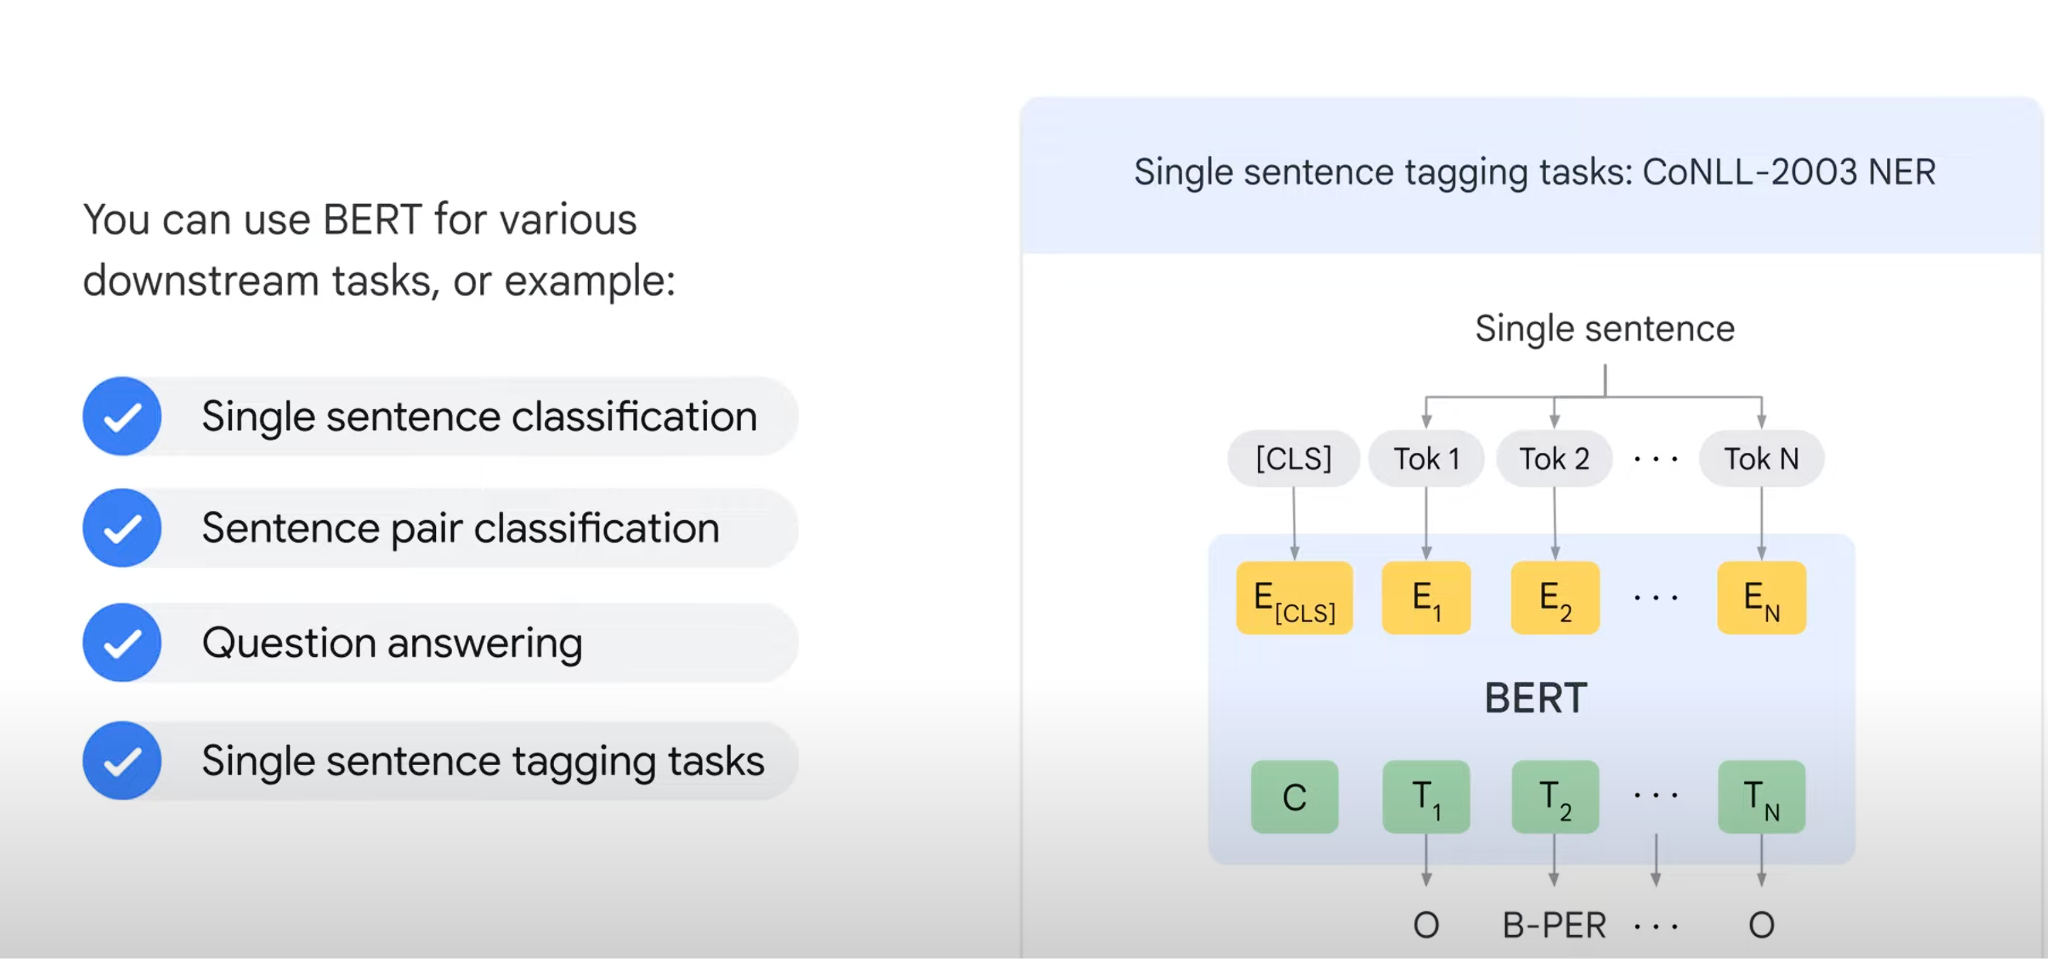 You can use BERT for various
downstream tasks, or example:
Single sentence classification
Sentence pair classification
Question answering
Single sentence tagging tasks
Single sentence tagging tasks: CoNLL-2003 NER
Single sentence
[CLS] Tok 1 Tok 2 ··· Tok N
E[CLS] E1 E2 ··· EN
BERT
C T1 T2 ··· TN
O B-PER ··· O